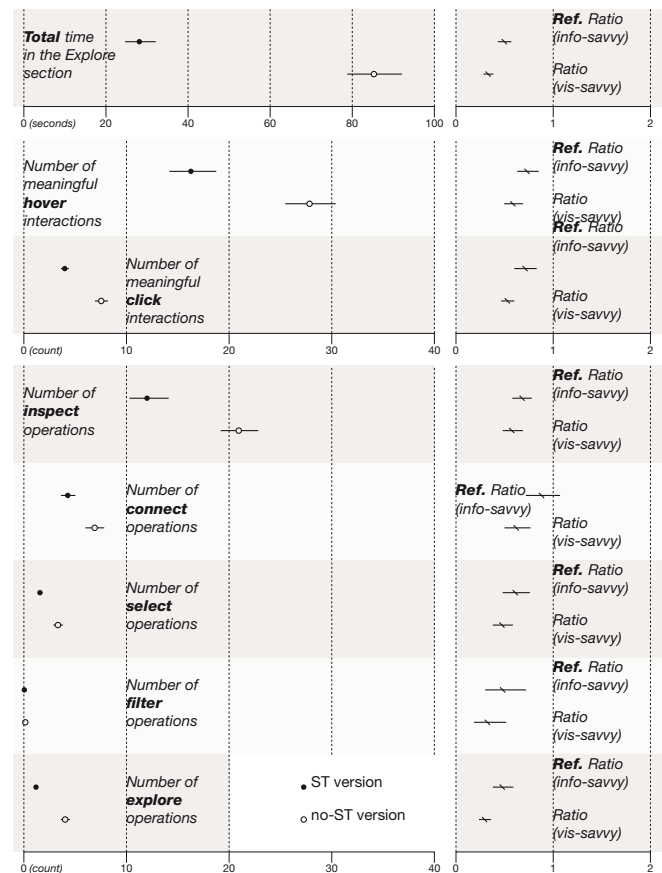 Total time
in the Explore
section
Ref. Ratio
(info-savvy)
Ratio
(vis-savvy)
0 (seconds) 20 40 60 80 100
0 1 2
Number of
meaningful
hover
interactions
Ref. Ratio
(info-savvy)
Ratio
(vis-savvy)
Number of
meaningful
click
interactions
Ref. Ratio
(info-savvy)
Ratio
(vis-savvy)
0 (count) 10 20 30 40
0 1 2
Number of
inspect
operations
Ref. Ratio
(info-savvy)
Ratio
(vis-savvy)
Number of
connect
operations
Ref. Ratio
(info-savvy)
Ratio
(vis-savvy)
Number of
select
operations
Ref. Ratio
(info-savvy)
Ratio
(vis-savvy)
Number of
filter
operations
Ref. Ratio
(info-savvy)
Ratio
(vis-savvy)
Number of
explore
operations
ST version
no-ST version
Ref. Ratio
(info-savvy)
Ratio
(vis-savvy)
0 (count) 10 20 40
0 1 2